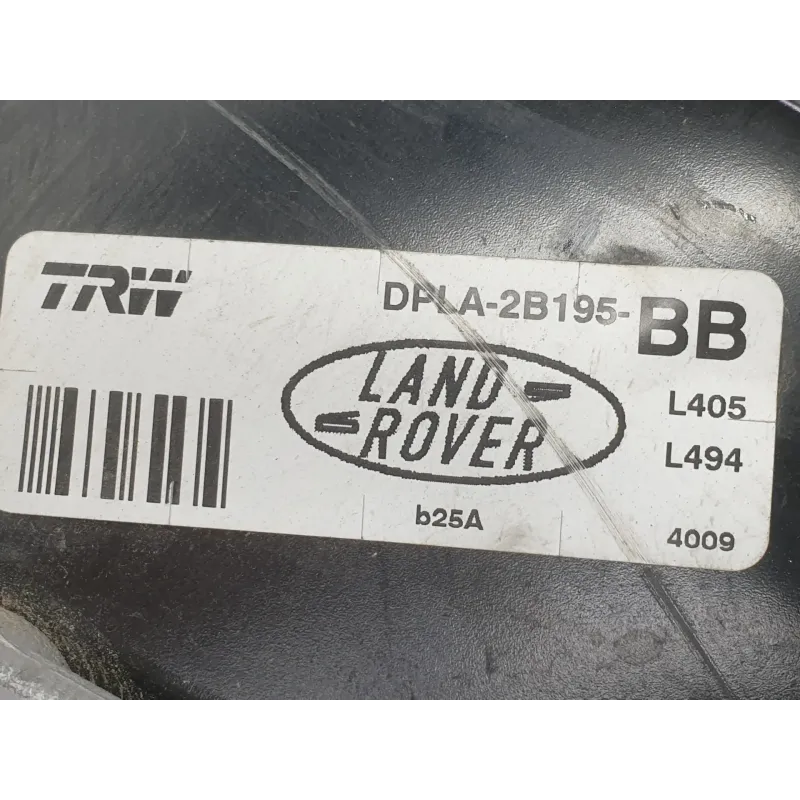 TRW
DPLA-2B195-BB
LAND
ROVER
L405
L494
b25A
4009